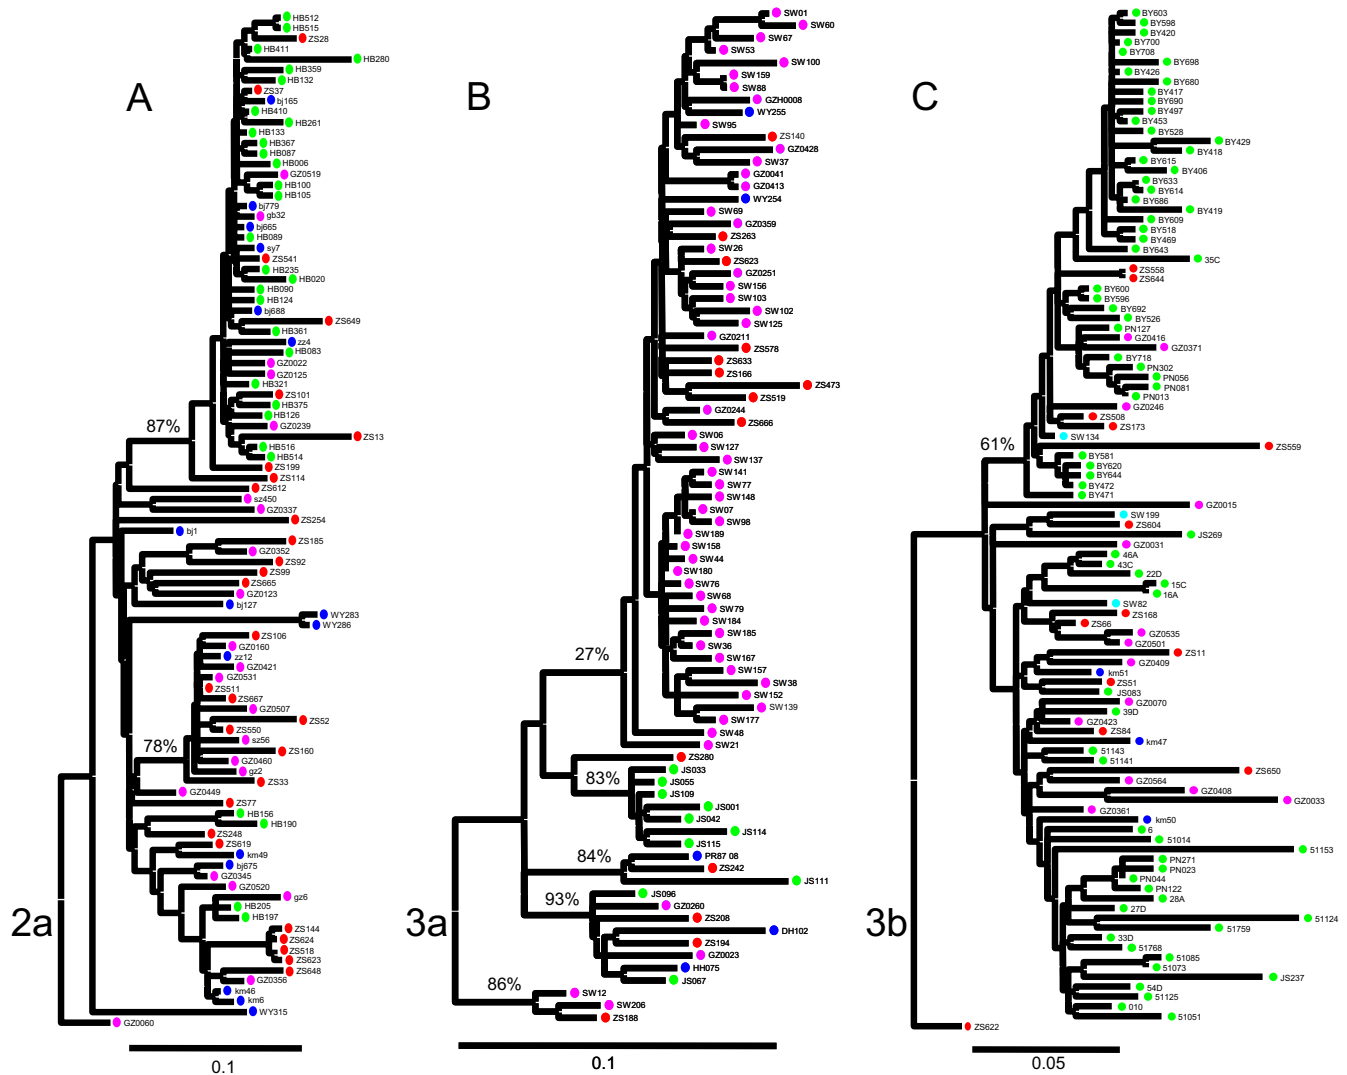 A
HB512
HB515
ZS28
HB411
HB280
HB359
HB132
ZS37
bj165
HB410
HB261
HB133
HB367
HB087
HB006
GZ0519
HB100
HB105
bj779
gb32
bj665
HB089
sy7
ZS541
HB235
HB020
HB090
HB124
bj688
ZS649
HB361
zz4
HB083
GZ0022
GZ0125
HB321
ZS101
HB375
HB126
GZ0239
87%
ZS13
HB516
HB514
ZS199
ZS114
ZS612
sz450
GZ0337
ZS254
bj1
ZS185
GZ0352
ZS92
ZS99
ZS665
GZ0123
bj127
WY283
WY286
ZS106
GZ0160
zz12
GZ0421
GZ0531
ZS511
ZS667
GZ0507
ZS52
ZS550
sz56
78%
ZS160
GZ0460
gz2
ZS33
GZ0449
ZS77
HB156
HB190
ZS248
ZS619
km49
bj675
GZ0345
GZ0520
gz6
HB205
HB197
2a
ZS144
ZS624
ZS518
ZS623
ZS648
GZ0356
km46
km6
WY315
GZ0060
0.1
B
SW01
SW60
SW67
SW53
SW100
SW159
SW88
GZH0008
WY255
SW95
ZS140
GZ0428
SW37
GZ0041
GZ0413
WY254
SW69
GZ0359
ZS263
SW26
ZS623
GZ0251
SW156
SW103
SW102
SW125
GZ0211
ZS578
ZS633
ZS166
ZS473
ZS519
GZ0244
ZS666
SW06
SW127
SW137
SW141
SW77
SW148
SW07
SW98
SW189
SW158
SW44
SW180
SW76
SW68
SW79
SW184
SW185
SW36
27%
SW167
SW157
SW38
SW152
SW139
SW177
SW48
SW21
ZS280
JS033
83%
JS055
JS109
JS001
JS042
JS114
JS115
84%
PR87 08
ZS242
JS111
93%
JS096
GZ0260
ZS208
3a
DH102
ZS194
GZ0023
HH075
JS067
86%
SW12
SW206
ZS188
0.1
C
BY603
BY598
BY420
BY700
BY708
BY698
BY426
BY680
BY417
BY690
BY497
BY453
BY528
BY429
BY418
BY615
BY406
BY633
BY614
BY686
BY419
BY609
BY518
BY469
BY643
35C
ZS558
ZS644
BY600
BY596
BY692
BY526
PN127
GZ0416
GZ0371
BY718
PN302
PN056
PN081
PN013
GZ0246
ZS508
ZS173
SW134
61%
ZS559
BY581
BY620
BY644
BY472
BY471
GZ0015
SW199
ZS604
JS269
GZ0031
46A
43C
22D
15C
16A
SW82
ZS168
ZS66
GZ0535
GZ0501
ZS11
GZ0409
km51
ZS51
JS083
GZ0070
39D
GZ0423
ZS84
km47
51143
51141
ZS650
GZ0564
GZ0408
GZ0033
GZ0361
km50
6
51014
51153
PN271
PN023
PN044
PN122
28A
27D
51124
3b
51759
33D
51768
51085
51073
JS237
54D
51125
010
51051
ZS622
0.05